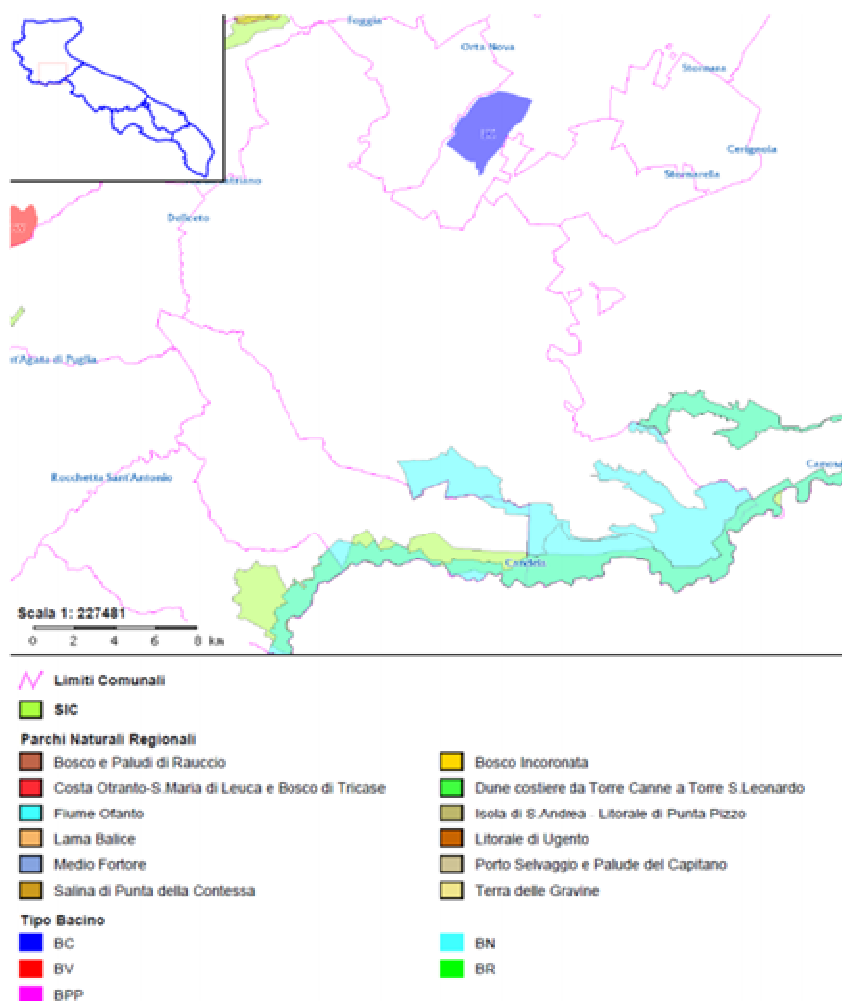 Foggia
Orta Nova
Stornara
Cerignola
Stornarella
Deliceto
nt'Agata di Puglia
Canosa
Rocchetta Sant'Antonio
Candela
Scala 1: 227481
0 2 4 6 8 km
Limiti Comunali
SIC
Parchi Naturali Regionali
Bosco e Paludi di Rauccio
Bosco Incoronata
Costa Otranto-S.Maria di Leuca e Bosco di Tricase
Dune costiere da Torre Canne a Torre S.Leonardo
Fiume Ofanto
Isola di S.Andrea - Litorale di Punta Pizzo
Lama Balice
Litorale di Ugento
Medio Fortore
Porto Selvaggio e Palude del Capitano
Salina di Punta della Contessa
Terra delle Gravine
Tipo Bacino
BC
BN
BV
BR
BPP